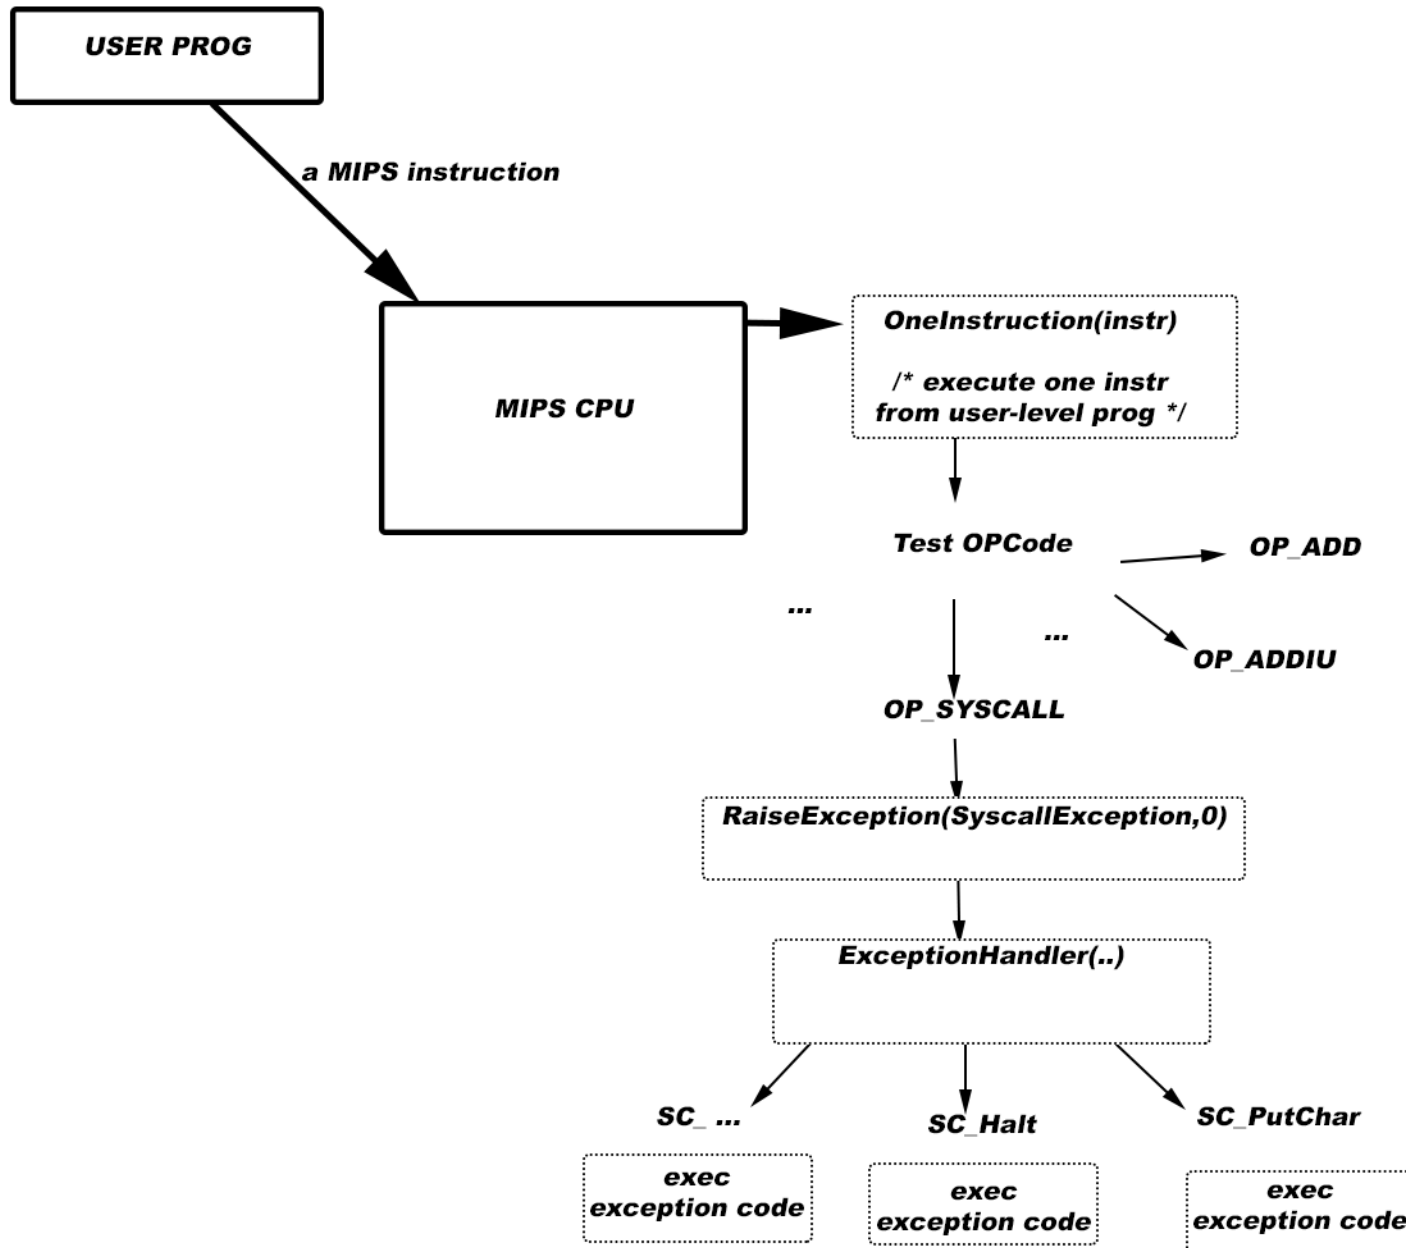 USER PROG
a MIPS instruction
MIPS CPU
OneInstruction(instr)
/* execute one instr
from user-level prog */
Test OPCode
OP_ADD
...
...
OP_ADDIU
OP_SYSCALL
RaiseException(SyscallException,0)
ExceptionHandler(..)
SC_ ...
SC_Halt
SC_PutChar
exec
exception code
exec
exception code
exec
exception code